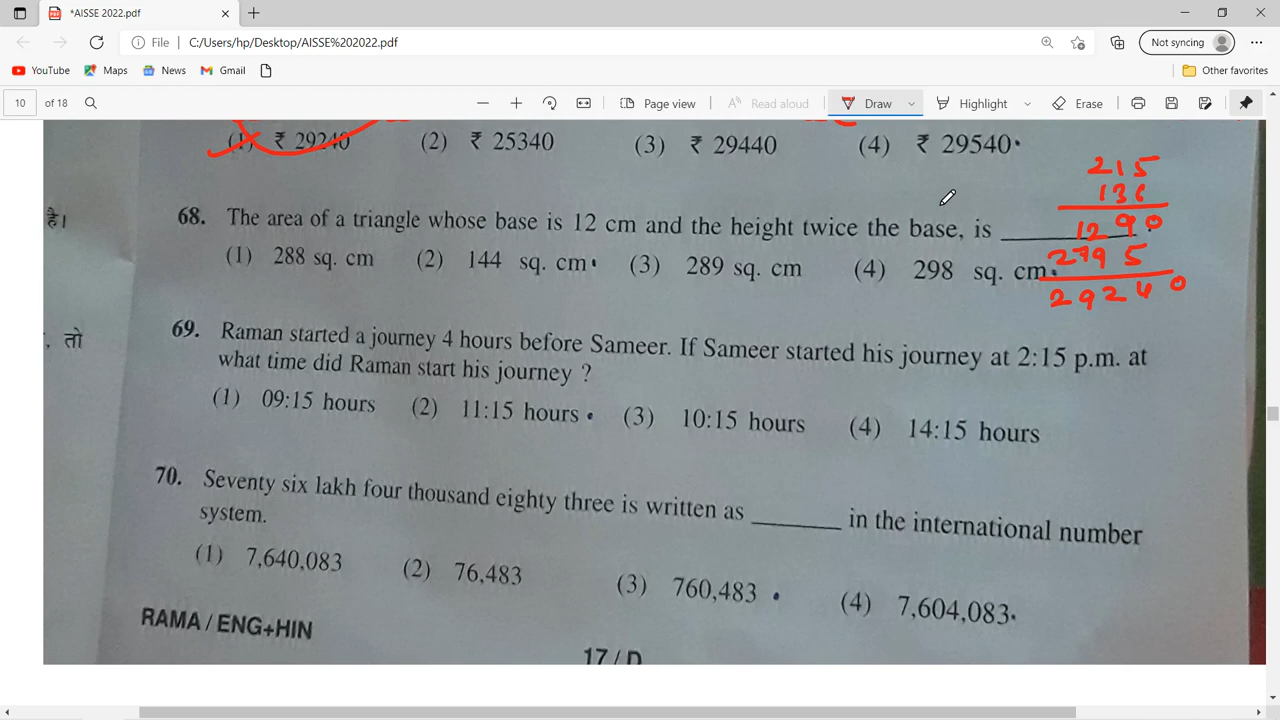 *AISSE 2022.pdf
File C:/Users/hp/Desktop/AISSE%202022.pdf Not syncing
YouTube Maps News Gmail Other favorites
10 of 18 Page view Read aloud Draw Highlight Erase
(1) ₹ 29240 (2) ₹ 25340 (3) ₹ 29440 (4) ₹ 29540
215
136
1290
2795
29240
है।
68. The area of a triangle whose base is 12 cm and the height twice the base, is ________.
(1) 288 sq. cm (2) 144 sq. cm (3) 289 sq. cm (4) 298 sq. cm
, तो
69. Raman started a journey 4 hours before Sameer. If Sameer started his journey at 2:15 p.m. at
what time did Raman start his journey ?
(1) 09:15 hours (2) 11:15 hours (3) 10:15 hours (4) 14:15 hours
70. Seventy six lakh four thousand eighty three is written as ________ in the international number
system.
(1) 7,640,083 (2) 76,483 (3) 760,483 (4) 7,604,083
RAMA / ENG+HIN
17 / D